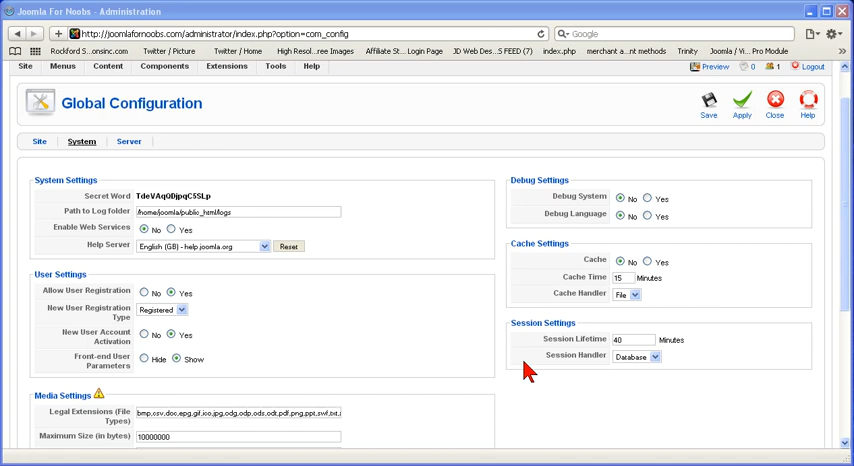 Joomla For Noobs - Administration
http://joomlafornoobs.com/administrator/index.php?option=com_config
Google
Rockford S....onsinc.com Twitter / Picture Twitter / Home High Resol...ree Images Affiliate St... Login Page JD Web Des...S FEED (7) index.php merchant a...nt methods Trinity Joomla / Vi... Pro Module
Site Menus Content Components Extensions Tools Help Preview 0 1 Logout
Global Configuration
Save Apply Close Help
Site System Server
System Settings
Secret Word TdeVAqQDjpqC5SLp
Path to Log folder /home/joomla/public_html/logs
Enable Web Services No Yes
Help Server English (GB) - help.joomla.org Reset
User Settings
Allow User Registration No Yes
New User Registration Type Registered
New User Account Activation No Yes
Front-end User Parameters Hide Show
Media Settings
Legal Extensions (File Types) bmp,csv,doc,epg,gif,ico,jpg,odg,odp,ods,odt,pdf,png,ppt,swf,txt,
Maximum Size (in bytes) 10000000
Debug Settings
Debug System No Yes
Debug Language No Yes
Cache Settings
Cache No Yes
Cache Time 15 Minutes
Cache Handler File
Session Settings
Session Lifetime 40 Minutes
Session Handler Database